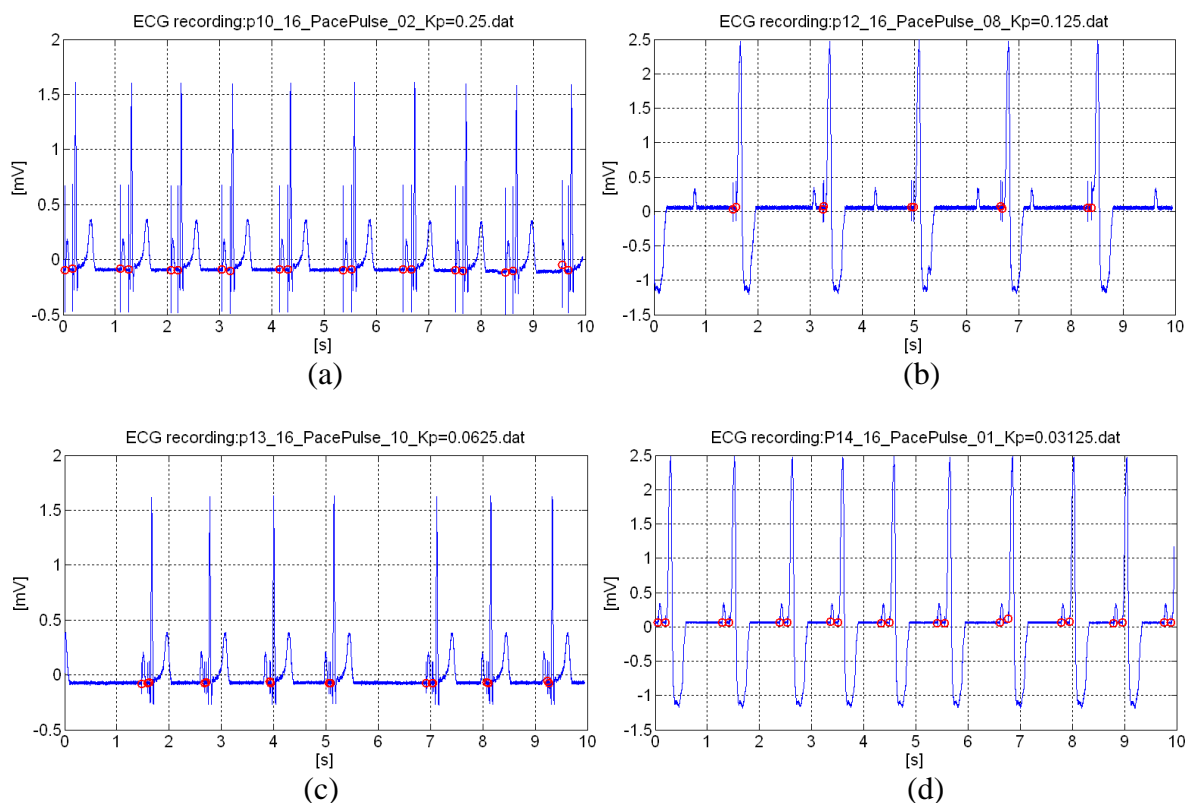 ECG recording:p10_16_PacePulse_02_Kp=0.25.dat
2
1.5
1
0.5
0
-0.5
[mV]
0 1 2 3 4 5 6 7 8 9 10
[s]
(a)
ECG recording:p12_16_PacePulse_08_Kp=0.125.dat
2.5
2
1.5
1
0.5
0
-0.5
-1
-1.5
[mV]
0 1 2 3 4 5 6 7 8 9 10
[s]
(b)
ECG recording:p13_16_PacePulse_10_Kp=0.0625.dat
2
1.5
1
0.5
0
-0.5
[mV]
0 1 2 3 4 5 6 7 8 9 10
[s]
(c)
ECG recording:P14_16_PacePulse_01_Kp=0.03125.dat
2.5
2
1.5
1
0.5
0
-0.5
-1
-1.5
[mV]
0 1 2 3 4 5 6 7 8 9 10
[s]
(d)